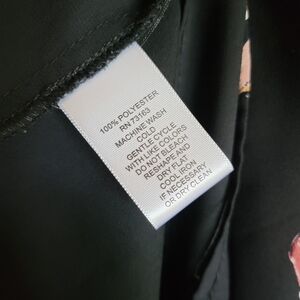 100% POLYESTER
RN 73163
MACHINE WASH
COLD
GENTLE CYCLE
WITH LIKE COLORS
DO NOT BLEACH
RESHAPE AND
DRY FLAT
COOL IRON
IF NECESSARY
OR DRY CLEAN